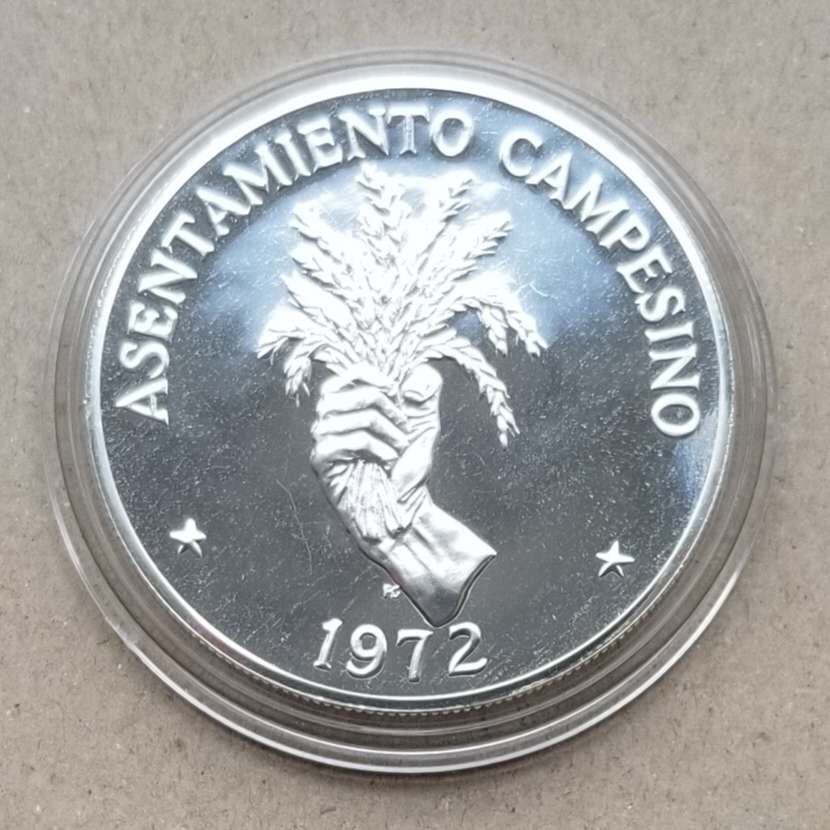 ASENTAMIENTO CAMPESINO
1972